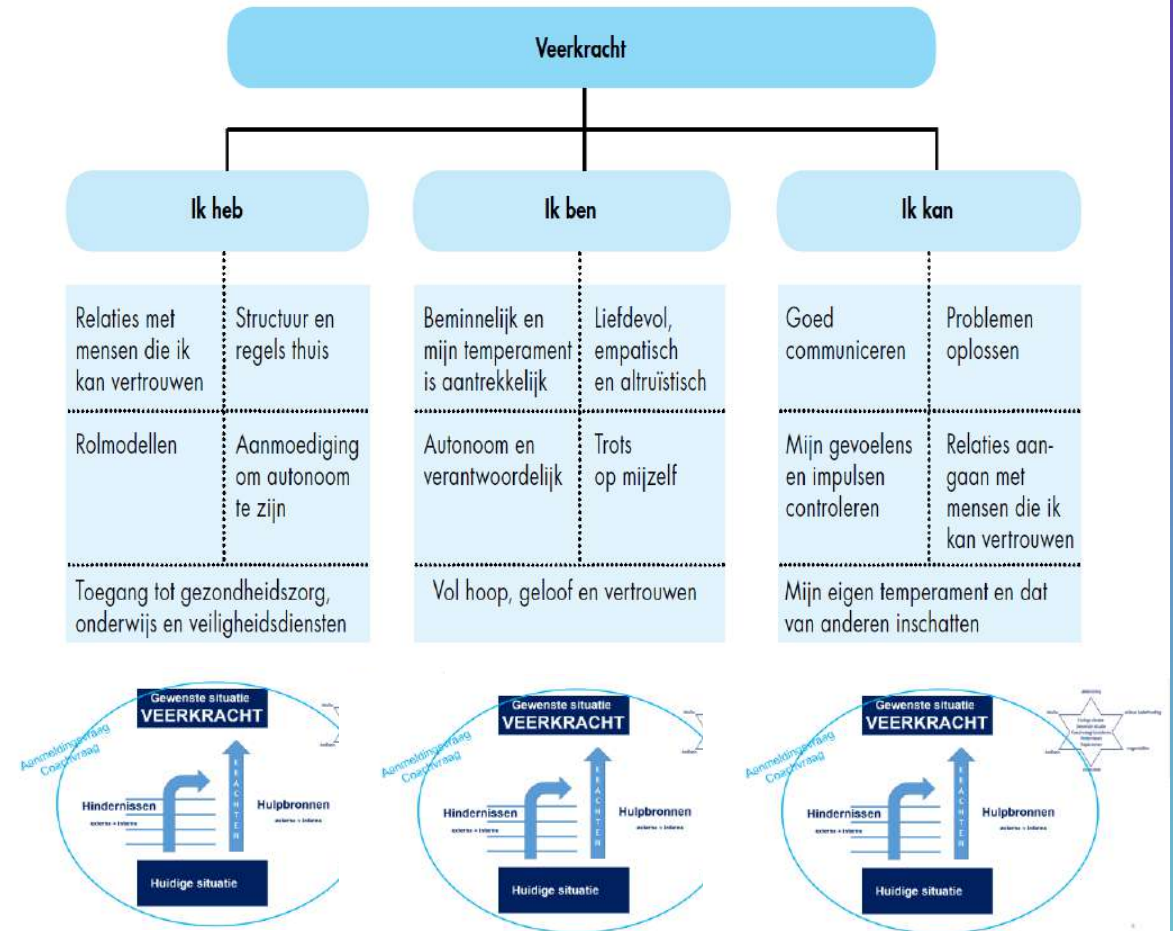 Veerkracht
Ik heb
Relaties met
mensen die ik
kan vertrouwen
Structuur en
regels thuis
Rolmodellen
Aanmoediging
om autonoom
te zijn
Toegang tot gezondheidszorg,
onderwijs en veiligheidsdiensten
Ik ben
Beminnelijk en
mijn temperament
is aantrekkelijk
Liefdevol,
empatisch
en altruïstisch
Autonoom en
verantwoordelijk
Trots
op mijzelf
Vol hoop, geloof en vertrouwen
Ik kan
Goed
communiceren
Problemen
oplossen
Mijn gevoelens
en impulsen
controleren
Relaties aan-
gaan met
mensen die ik
kan vertrouwen
Mijn eigen temperament en dat
van anderen inschatten
Aanmeldingsvraag
Coachvraag
Gewenste situatie
VEERKRACHT
Hindernissen
externe + interne
KRACHTEN
Hulpbronnen
externe + interne
Huidige situatie
Aanmeldingsvraag
Coachvraag
Gewenste situatie
VEERKRACHT
Hindernissen
externe + interne
KRACHTEN
Hulpbronnen
externe + interne
Huidige situatie
Aanmeldingsvraag
Coachvraag
Gewenste situatie
VEERKRACHT
Hindernissen
externe + interne
KRACHTEN
Hulpbronnen
externe + interne
Huidige situatie